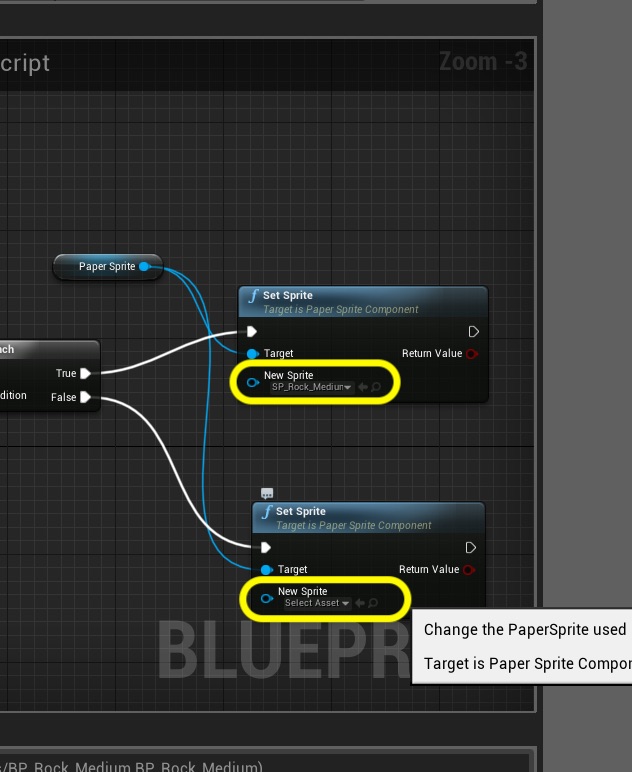 cript
Zoom -3
Paper Sprite
Set Sprite
Target is Paper Sprite Component
Target
Return Value
New Sprite
SP_Rock_Mediun
nch
True
dition
False
Set Sprite
Target is Paper Sprite Component
Target
Return Value
New Sprite
Select Asset
BLUEPR
Change the PaperSprite used
Target is Paper Sprite Compor
s/BP_Rock_Medium.BP_Rock_Medium)